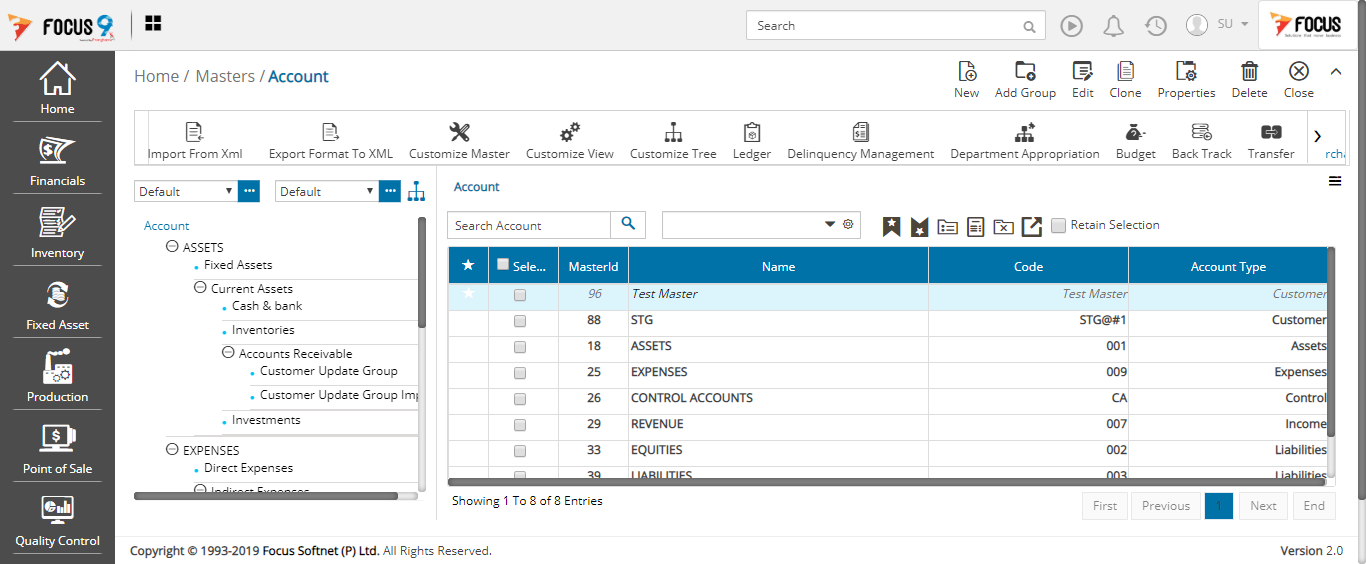 FOCUS 9
Search
SU
FOCUS
Home
Financials
Inventory
Fixed Asset
Production
Point of Sale
Quality Control
Home / Masters / Account
New
Add Group
Edit
Clone
Properties
Delete
Close
Import From Xml
Export Format To XML
Customize Master
Customize View
Customize Tree
Ledger
Delinquency Management
Department Appropriation
Budget
Back Track
Transfer
rcha
Default
Default
Account
ASSETS
Fixed Assets
Current Assets
Cash & bank
Inventories
Accounts Receivable
Customer Update Group
Customer Update Group Imp
Investments
EXPENSES
Direct Expenses
Indirect Expenses
Account
Search Account
Retain Selection
Sele... MasterId Name Code Account Type
96 Test Master Test Master Customer
88 STG STG@#1 Customer
18 ASSETS 001 Assets
25 EXPENSES 009 Expenses
26 CONTROL ACCOUNTS CA Control
29 REVENUE 007 Income
33 EQUITIES 002 Liabilities
39 LIABILITIES 003 Liabilities
Showing 1 To 8 of 8 Entries
First
Previous
1
Next
End
Copyright © 1993-2019 Focus Softnet (P) Ltd. All Rights Reserved.
Version 2.0